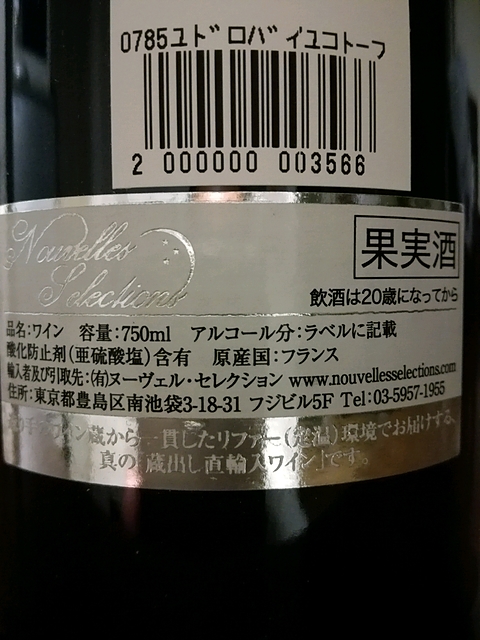 0785ユドロバイユコトーフ
2 000000 003566
Nouvelles
Selections
果実酒
飲酒は20歳になってから
品名:ワイン 容量:750ml アルコール分:ラベルに記載
酸化防止剤(亜硫酸塩)含有 原産国:フランス
輸入者及び引取先:(有)ヌーヴェル・セレクション www.nouvellesselections.com
住所:東京都豊島区南池袋3-18-31 フジビル5F Tel:03-5957-1955
ワイン蔵から一貫したリファー(定温)環境でお届けする、
真の「蔵出し直輸入ワイン」です。